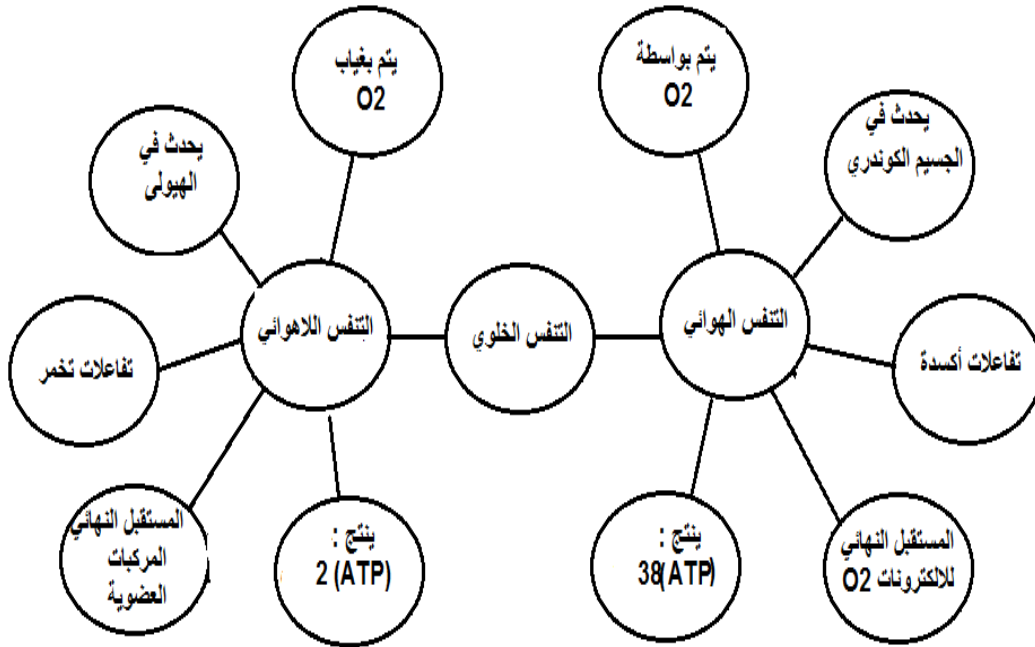 يتم بواسطة
O2
يتم بغياب
O2
يحدث في
الجسيم الكوندري
يحدث في
الهيولى
التنفس الهوائي
التنفس الخلوي
التنفس اللاهوائي
تفاعلات أكسدة
تفاعلات تخمر
المستقبل النهائي
للالكترونات O2
ينتج :
38(ATP)
ينتج :
2 (ATP)
المستقبل النهائي
المركبات
العضوية